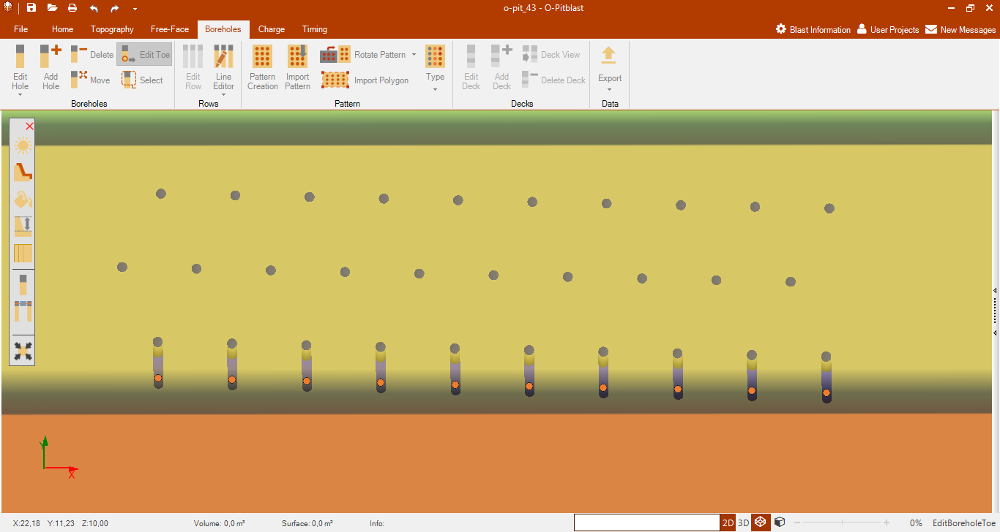 o-pit_43 - O-Pitblast
File Home Topography Free-Face Boreholes Charge Timing Blast Information User Projects New Messages
Edit Hole
Add Hole
Delete
Move
Edit Toe
Select
Boreholes
Edit Row
Line Editor
Rows
Pattern Creation
Import Pattern
Rotate Pattern
Import Polygon
Type
Pattern
Edit Deck
Add Deck
Deck View
Delete Deck
Decks
Export
Data
Y
X
X:22,18 Y:11,23 Z:10,00 Volume: 0,0 m³ Surface: 0,0 m² Info: 2D 3D 0% EditBoreholeToe